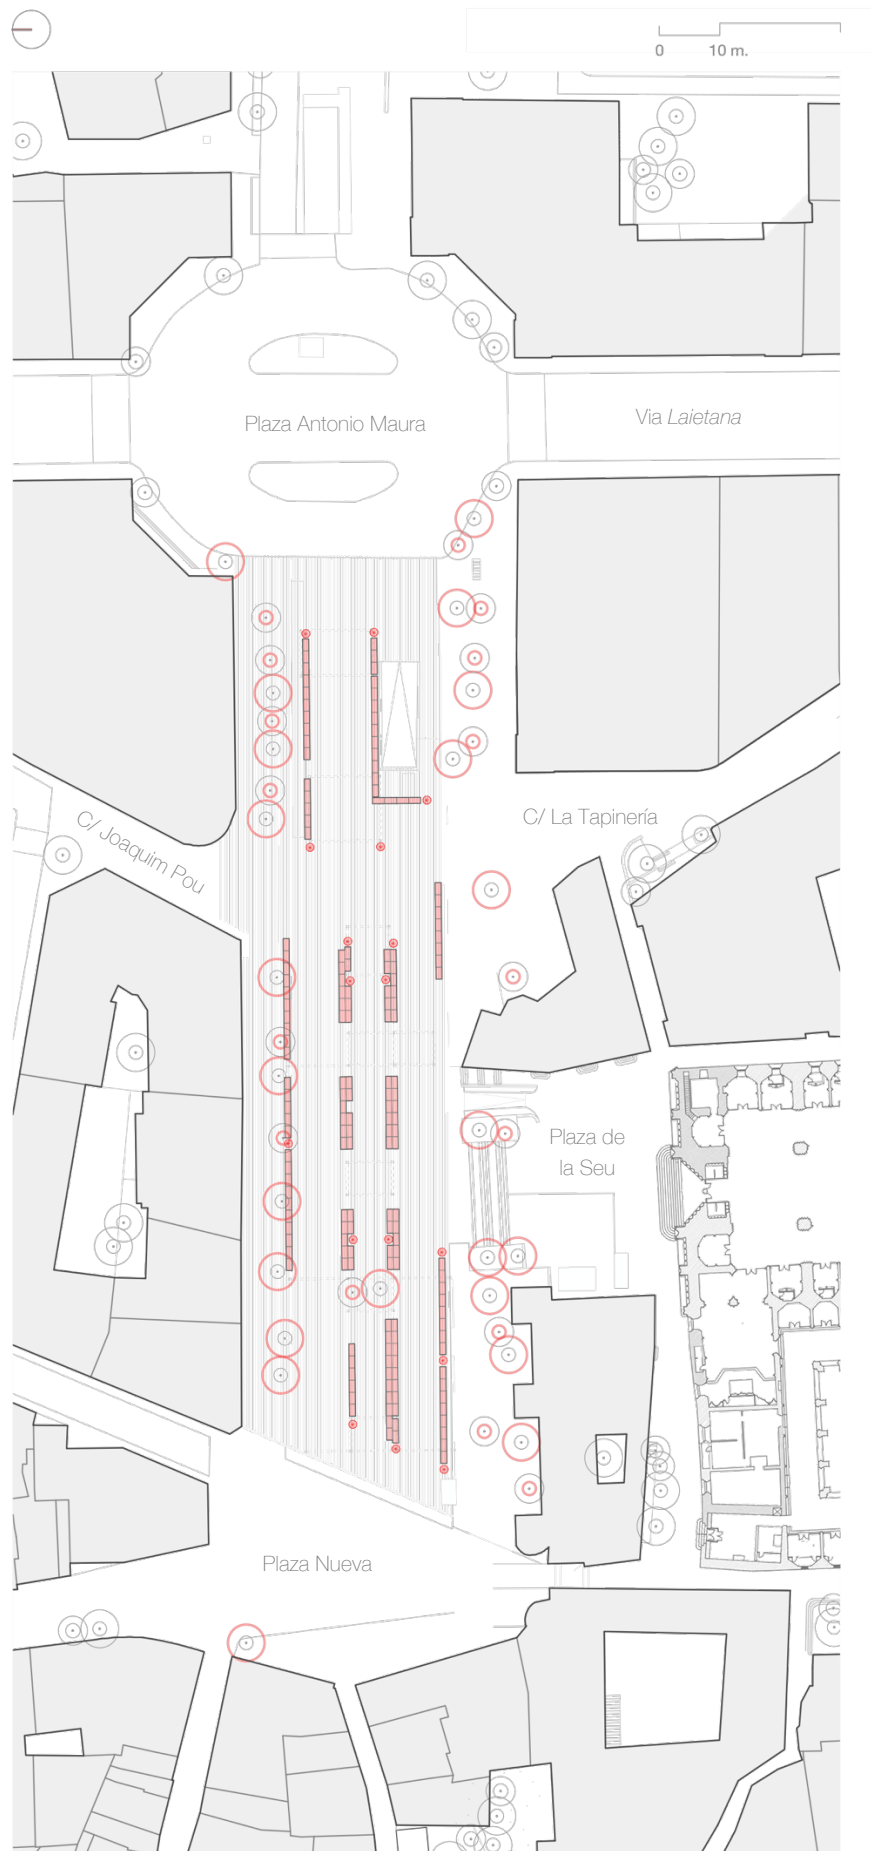 0 10 m.
Plaza Antonio Maura
Via Laietana
C/ Joaquim Pou
C/ La Tapinería
Plaza de
la Seu
Plaza Nueva